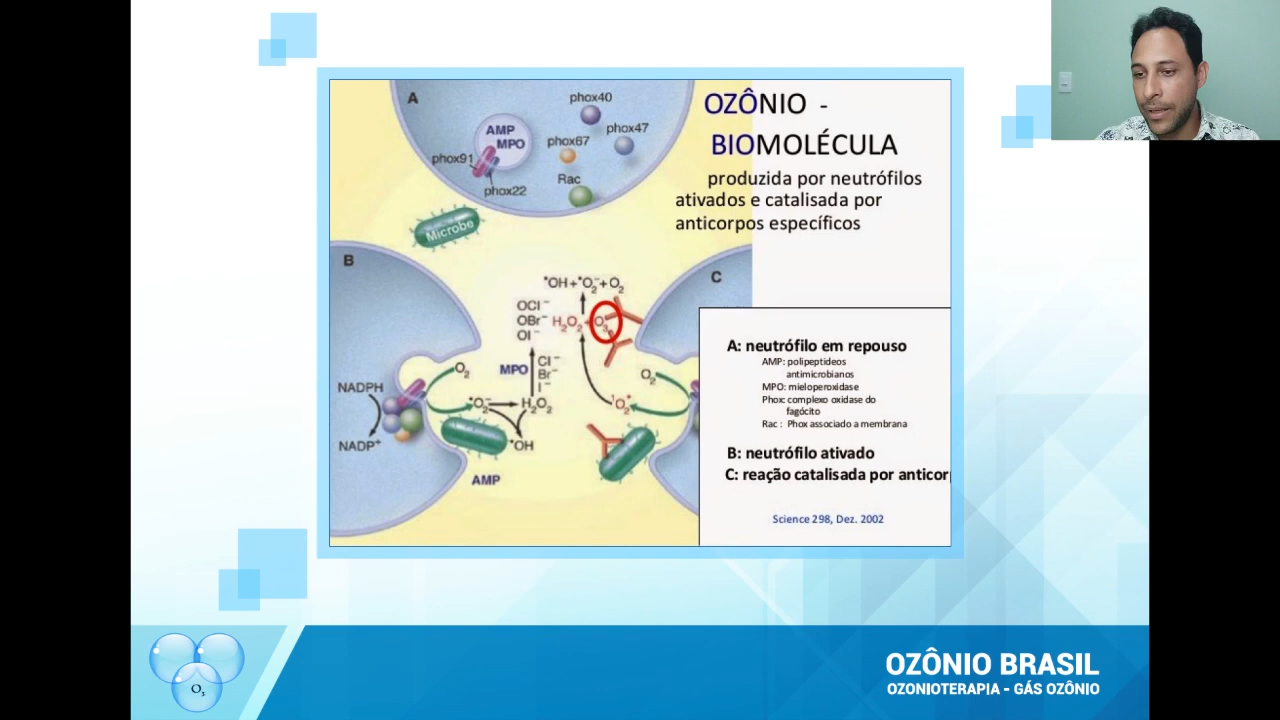 A
phox40
AMP
MPO
phox47
phox67
phox91
Rac
phox22
OZÔNIO -
BIOMOLÉCULA
produzida por neutrófilos
ativados e catalisada por
anticorpos específicos
Microbe
B
C
•OH+•O₂⁻+O₂
OCl⁻
OBr⁻ H₂O₂+O₃
OI⁻
MPO
Cl⁻
Br⁻
I⁻
O₂
O₂
NADPH
•O₂⁻
H₂O₂
¹O₂*
NADP⁺
•OH
AMP
A: neutrófilo em repouso
AMP: polipeptídeos
antimicrobianos
MPO: mieloperoxidase
Phox: complexo oxidase do
fagócito
Rac : Phox associado a membrana
B: neutrófilo ativado
C: reação catalisada por anticorp
Science 298, Dez. 2002
O₃
OZÔNIO BRASIL
OZONIOTERAPIA - GÁS OZÔNIO